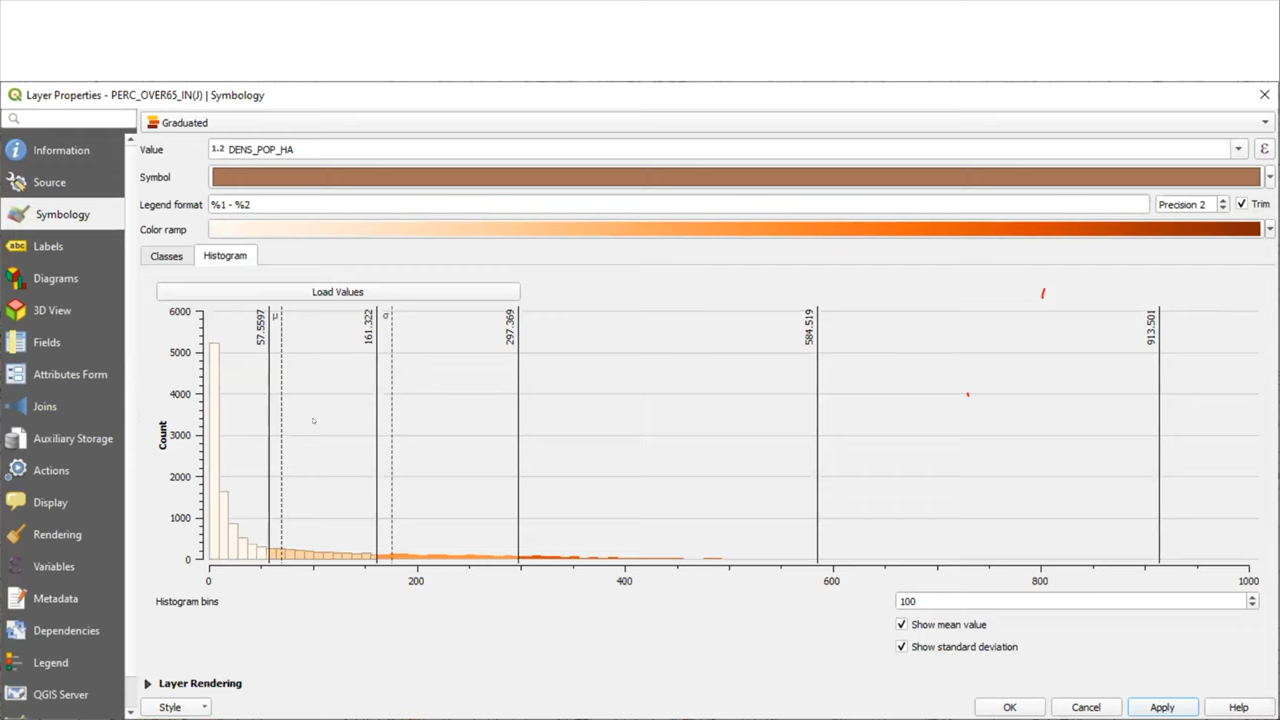 Layer Properties - PERC_OVER65_IN(J) | Symbology
Graduated
Information
Source
Symbology
Labels
Diagrams
3D View
Fields
Attributes Form
Joins
Auxiliary Storage
Actions
Display
Rendering
Variables
Metadata
Dependencies
Legend
QGIS Server
Value 1.2 DENS_POP_HA ε
Symbol
Legend format %1 - %2 Precision 2 Trim
Color ramp
Classes Histogram
Load Values
57.5597 μ 161.322 σ 297.369 584.519 913.501
6000
5000
4000
3000
2000
1000
0
Count
0 200 400 600 800 1000
Histogram bins 100
Show mean value
Show standard deviation
Layer Rendering
Style OK Cancel Apply Help
abc